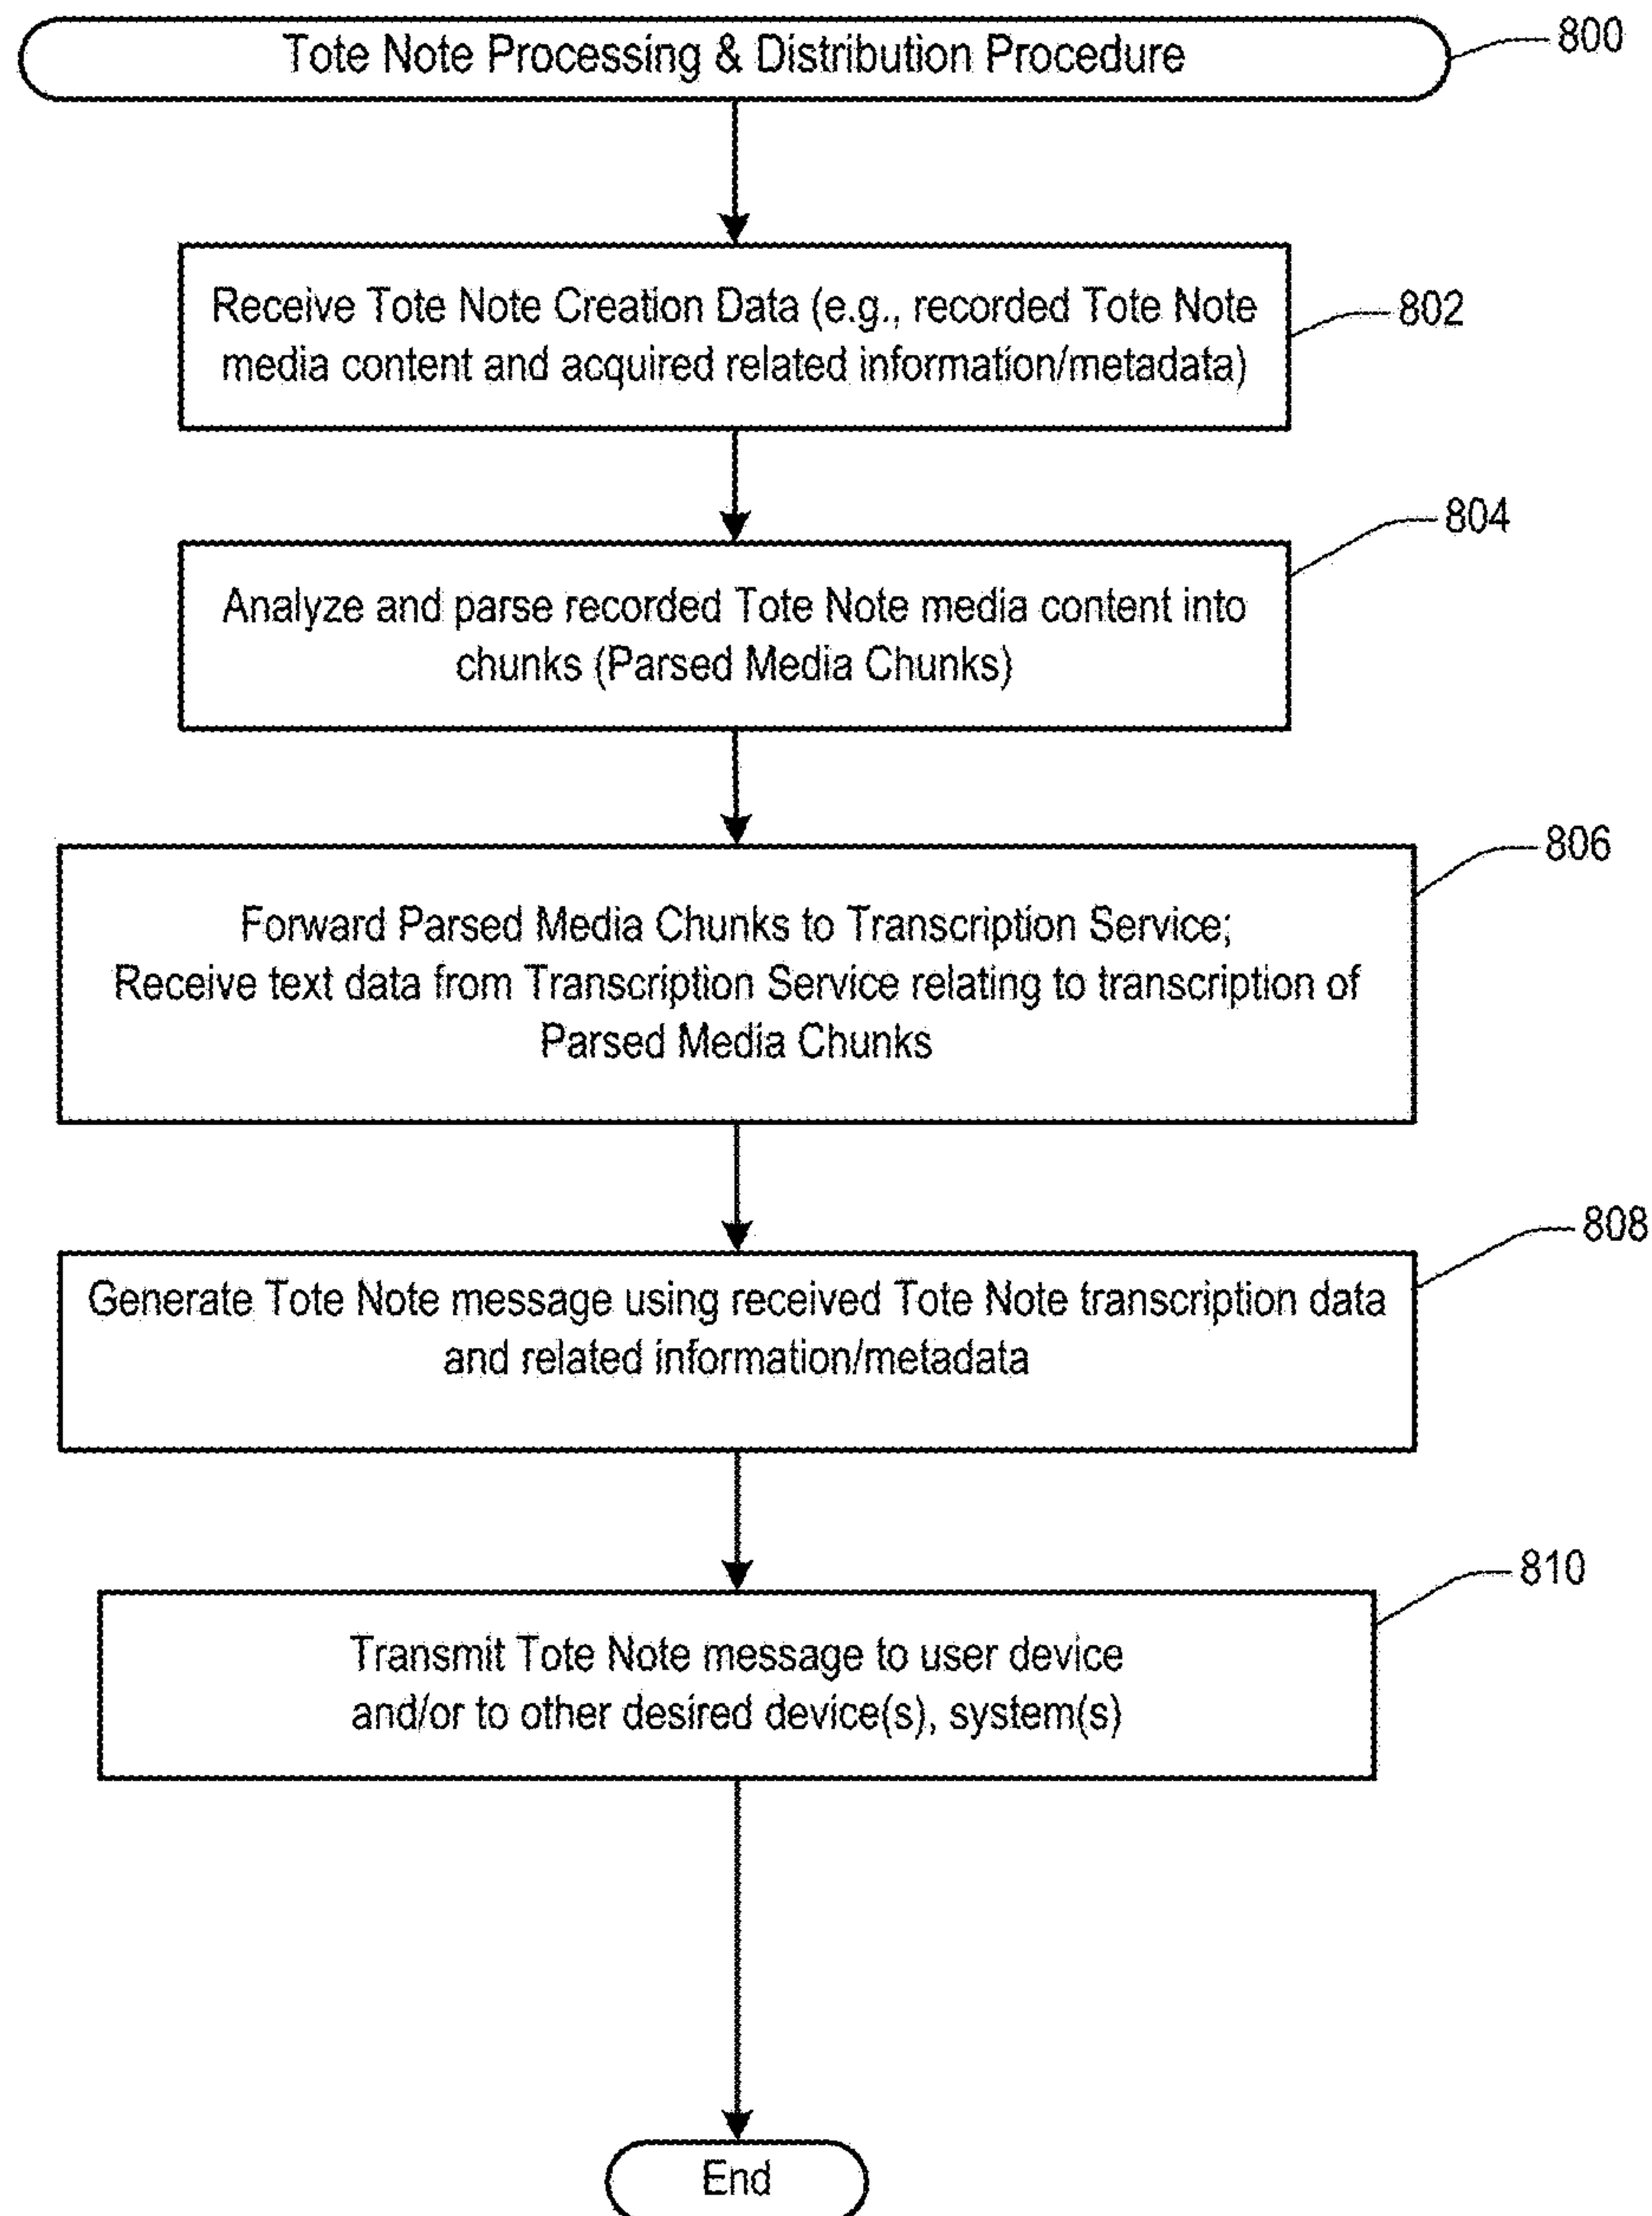 Tote Note Processing & Distribution Procedure
800
Receive Tote Note Creation Data (e.g., recorded Tote Note
media content and acquired related information/metadata)
802
804
Analyze and parse recorded Tote Note media content into
chunks (Parsed Media Chunks)
806
Forward Parsed Media Chunks to Transcription Service;
Receive text data from Transcription Service relating to transcription of
Parsed Media Chunks
808
Generate Tote Note message using received Tote Note transcription data
and related information/metadata
810
Transmit Tote Note message to user device
and/or to other desired device(s), system(s)
End